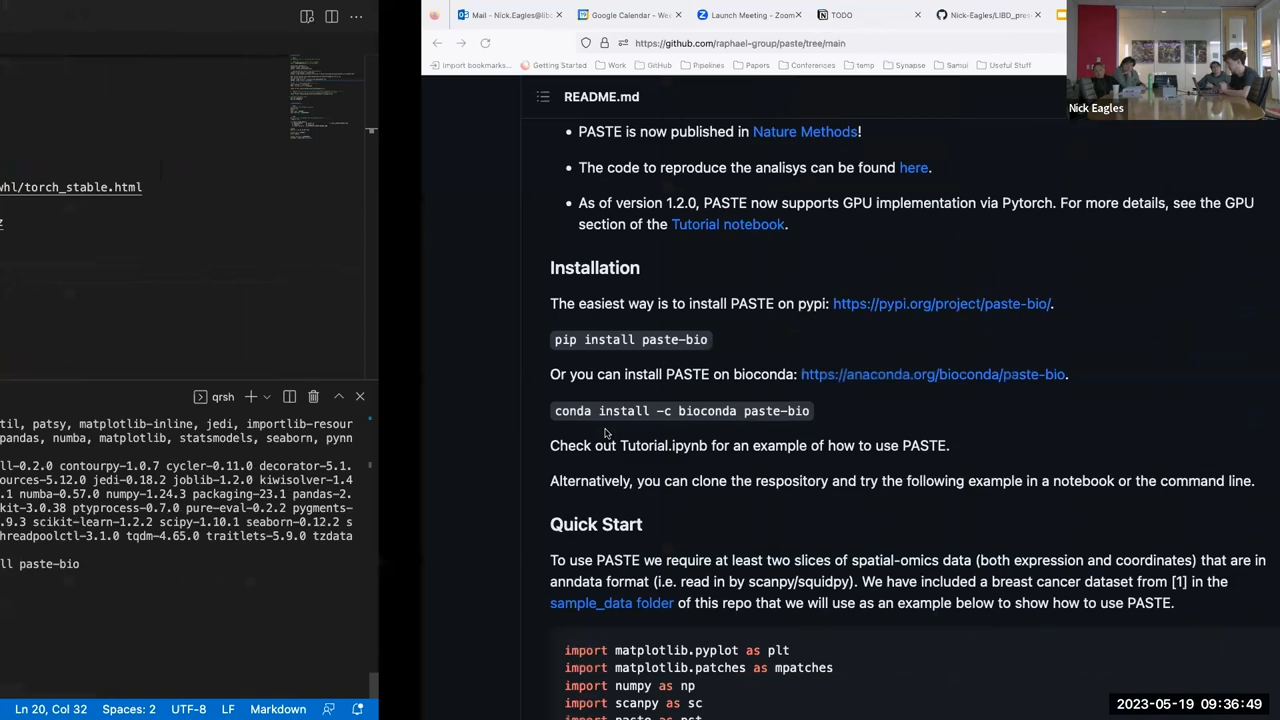 whl/torch_stable.html
z
qrsh
til, patsy, matplotlib-inline, jedi, importlib-resour
pandas, numba, matplotlib, statsmodels, seaborn, pynn
ll-0.2.0 contourpy-1.0.7 cycler-0.11.0 decorator-5.1.
ources-5.12.0 jedi-0.18.2 joblib-1.2.0 kiwisolver-1.4
.1 numba-0.57.0 numpy-1.24.3 packaging-23.1 pandas-2.
kit-3.0.38 ptyprocess-0.7.0 pure-eval-0.2.2 pygments-
.9.3 scikit-learn-1.2.2 scipy-1.10.1 seaborn-0.12.2 s
hreadpoolctl-3.1.0 tqdm-4.65.0 traitlets-5.9.0 tzdata
ll paste-bio
Ln 20, Col 32 Spaces: 2 UTF-8 LF Markdown
Mail - Nick.Eagles@lib
Google Calendar - We
Launch Meeting - Zoom
TODO
Nick-Eagles/LIBD_pre
https://github.com/raphael-group/paste/tree/main
Import bookmarks... Getting Started Work GitHub Pipelines Papers Conferences temp Synapse Samui Useful Stuff
Nick Eagles
README.md
PASTE is now published in Nature Methods!
The code to reproduce the analisys can be found here.
As of version 1.2.0, PASTE now supports GPU implementation via Pytorch. For more details, see the GPU
section of the Tutorial notebook.
Installation
The easiest way is to install PASTE on pypi: https://pypi.org/project/paste-bio/.
pip install paste-bio
Or you can install PASTE on bioconda: https://anaconda.org/bioconda/paste-bio.
conda install -c bioconda paste-bio
Check out Tutorial.ipynb for an example of how to use PASTE.
Alternatively, you can clone the respository and try the following example in a notebook or the command line.
Quick Start
To use PASTE we require at least two slices of spatial-omics data (both expression and coordinates) that are in
anndata format (i.e. read in by scanpy/squidpy). We have included a breast cancer dataset from [1] in the
sample_data folder of this repo that we will use as an example below to show how to use PASTE.
import matplotlib.pyplot as plt
import matplotlib.patches as mpatches
import numpy as np
import scanpy as sc
2023-05-19 09:36:49